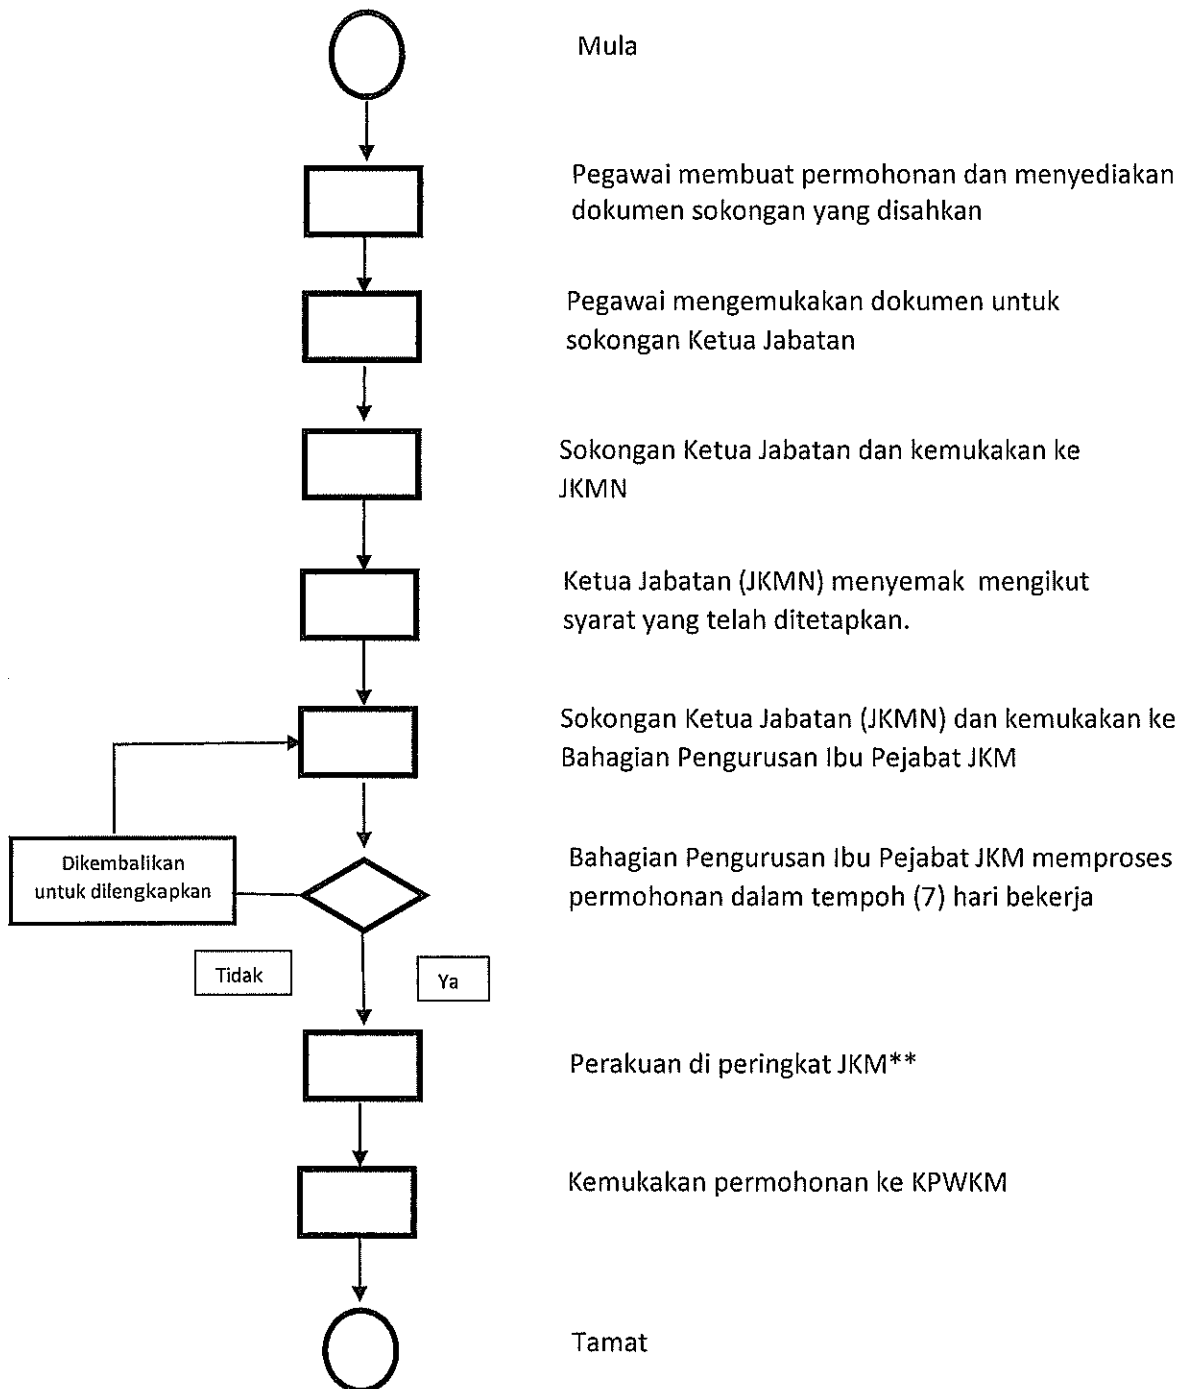 Mula
Pegawai membuat permohonan dan menyediakan
dokumen sokongan yang disahkan
Pegawai mengemukakan dokumen untuk
sokongan Ketua Jabatan
Sokongan Ketua Jabatan dan kemukakan ke
JKMN
Ketua Jabatan (JKMN) menyemak mengikut
syarat yang telah ditetapkan.
Sokongan Ketua Jabatan (JKMN) dan kemukakan ke
Bahagian Pengurusan Ibu Pejabat JKM
Dikembalikan
untuk dilengkapkan
Bahagian Pengurusan Ibu Pejabat JKM memproses
permohonan dalam tempoh (7) hari bekerja
Tidak
Ya
Perakuan di peringkat JKM**
Kemukakan permohonan ke KPWKM
Tamat